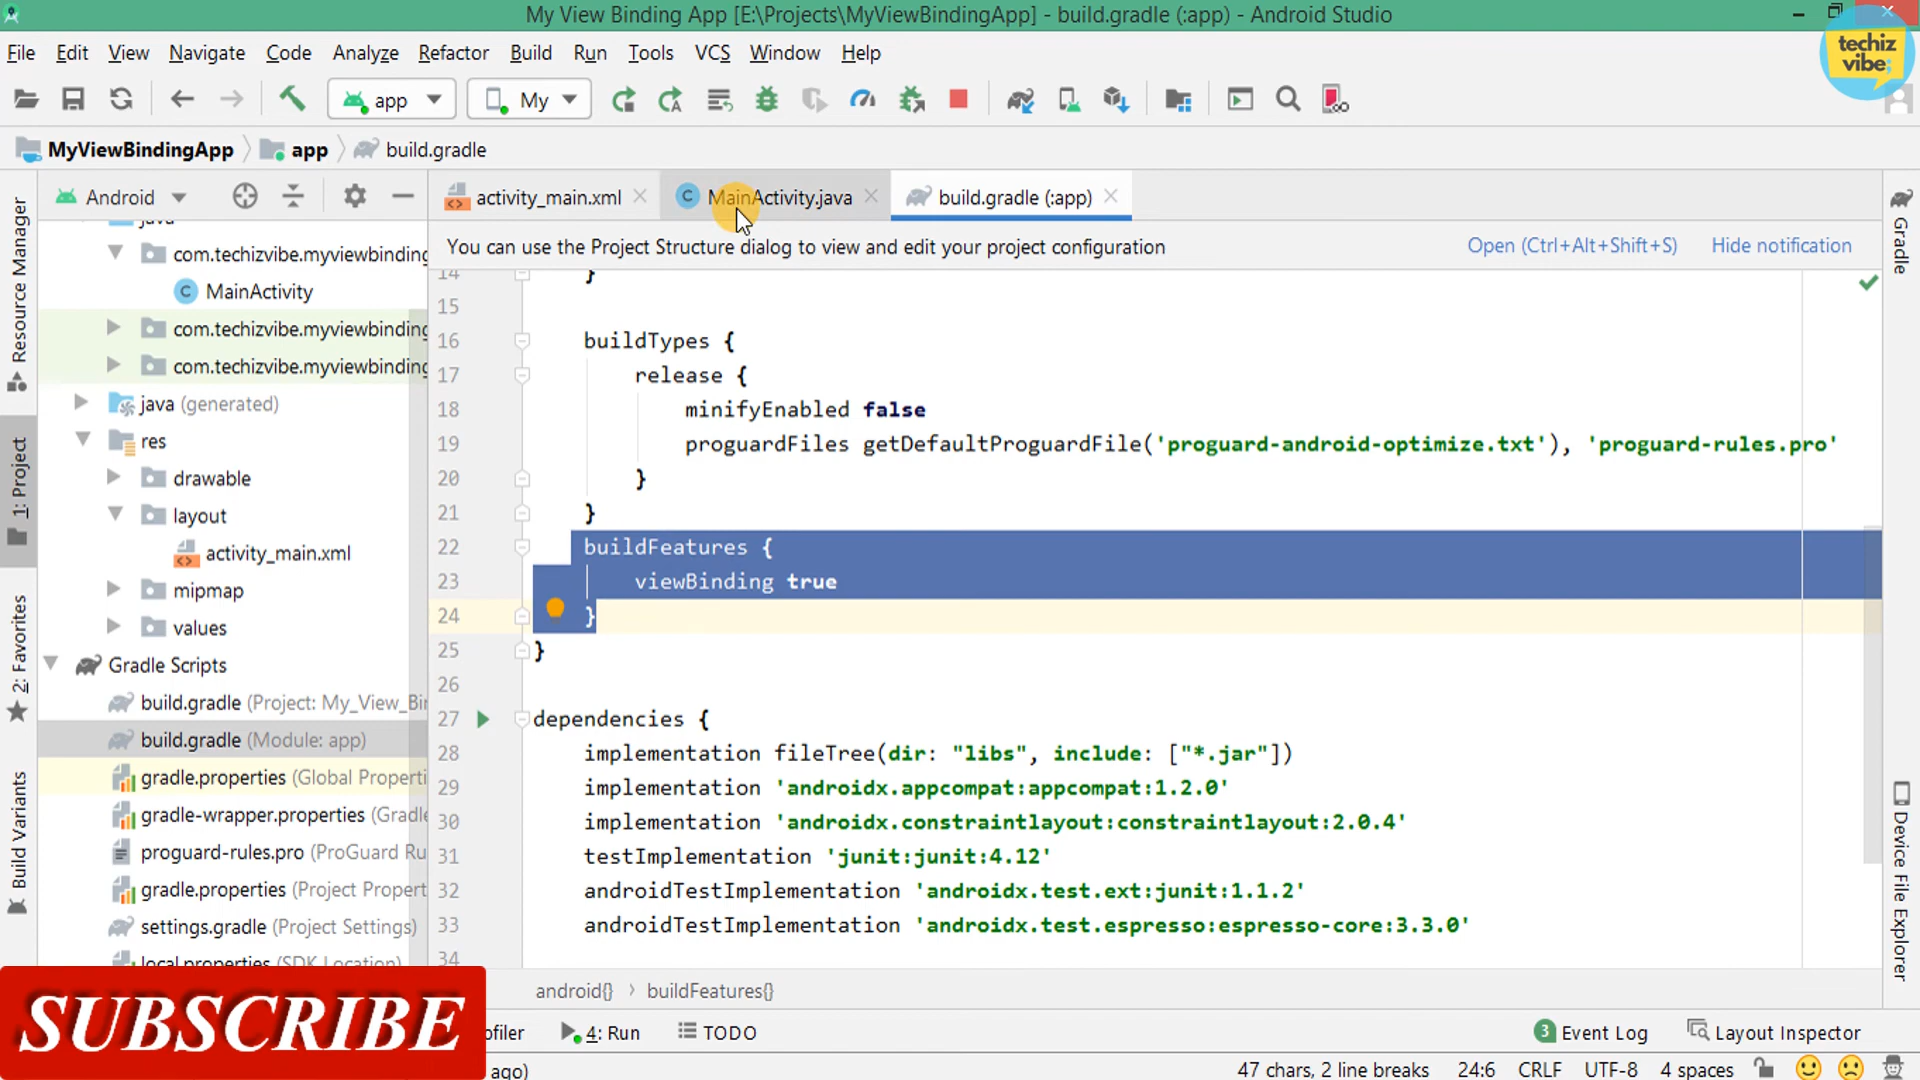 My View Binding App [E:\Projects\MyViewBindingApp] - build.gradle (:app) - Android Studio
techiz
vibe
File Edit View Navigate Code Analyze Refactor Build Run Tools VCS Window Help
app My
MyViewBindingApp app build.gradle
Android
activity_main.xml MainActivity.java build.gradle (:app)
You can use the Project Structure dialog to view and edit your project configuration Open (Ctrl+Alt+Shift+S) Hide notification
Resource Manager
1: Project
2: Favorites
Build Variants
com.techizvibe.myviewbinding
MainActivity
com.techizvibe.myviewbinding
com.techizvibe.myviewbinding
java (generated)
res
drawable
layout
activity_main.xml
mipmap
values
Gradle Scripts
build.gradle (Project: My_View_Bi
build.gradle (Module: app)
gradle.properties (Global Properti
gradle-wrapper.properties (Gradle
proguard-rules.pro (ProGuard Ru
gradle.properties (Project Propert
settings.gradle (Project Settings)
local.properties (SDK Location)
14 }
15
16 buildTypes {
17 release {
18 minifyEnabled false
19 proguardFiles getDefaultProguardFile('proguard-android-optimize.txt'), 'proguard-rules.pro'
20 }
21 }
22 buildFeatures {
23 viewBinding true
24 }
25 }
26
27 dependencies {
28 implementation fileTree(dir: "libs", include: ["*.jar"])
29 implementation 'androidx.appcompat:appcompat:1.2.0'
30 implementation 'androidx.constraintlayout:constraintlayout:2.0.4'
31 testImplementation 'junit:junit:4.12'
32 androidTestImplementation 'androidx.test.ext:junit:1.1.2'
33 androidTestImplementation 'androidx.test.espresso:espresso-core:3.3.0'
34
Gradle
Device File Explorer
android{} buildFeatures{}
SUBSCRIBE
ofiler 4: Run TODO 3 Event Log Layout Inspector
ago) 47 chars, 2 line breaks 24:6 CRLF UTF-8 4 spaces